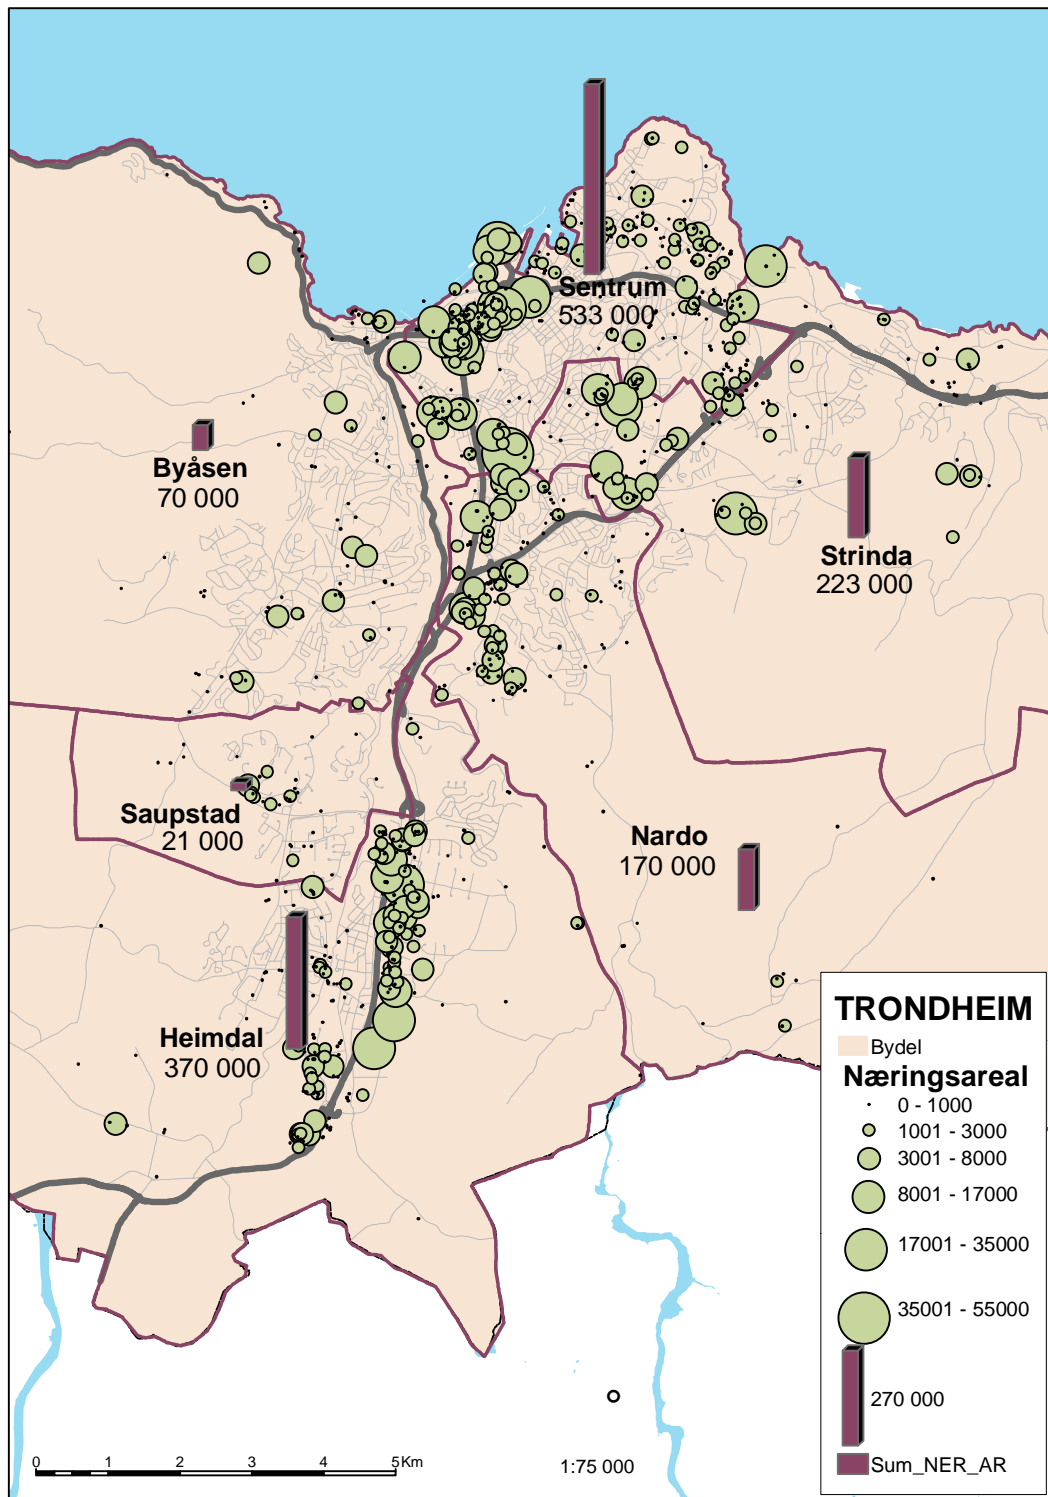 Sentrum
533 000
Byåsen
70 000
Strinda
223 000
Saupstad
21 000
Nardo
170 000
Heimdal
370 000
TRONDHEIM
Bydel
Næringsareal
0 - 1000
1001 - 3000
3001 - 8000
8001 - 17000
17001 - 35000
35001 - 55000
270 000
Sum_NER_AR
0 1 2 3 4 5 Km
1:75 000